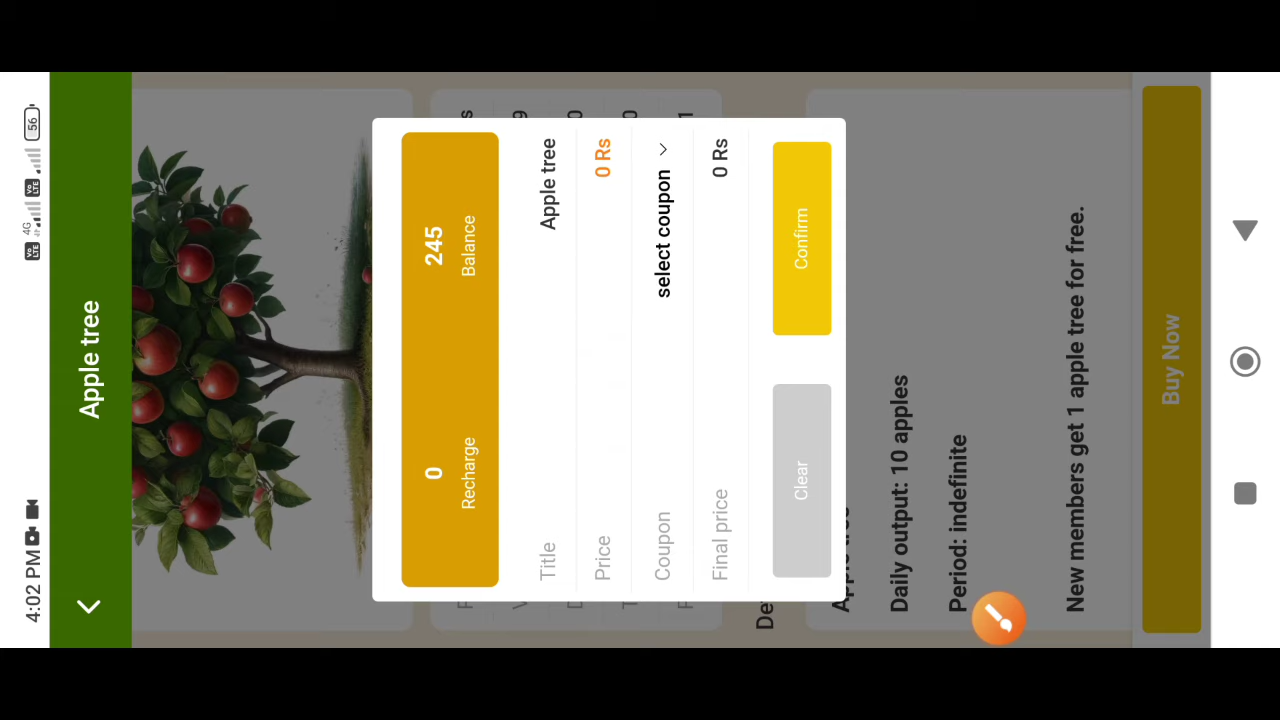 4:02 PM
4G
56
Apple tree
0
Recharge
245
Balance
Title
Apple tree
Price
0 Rs
Coupon
select coupon
Final price
0 Rs
Clear
Confirm
Daily output: 10 apples
Period: indefinite
New members get 1 apple tree for free.
Buy Now